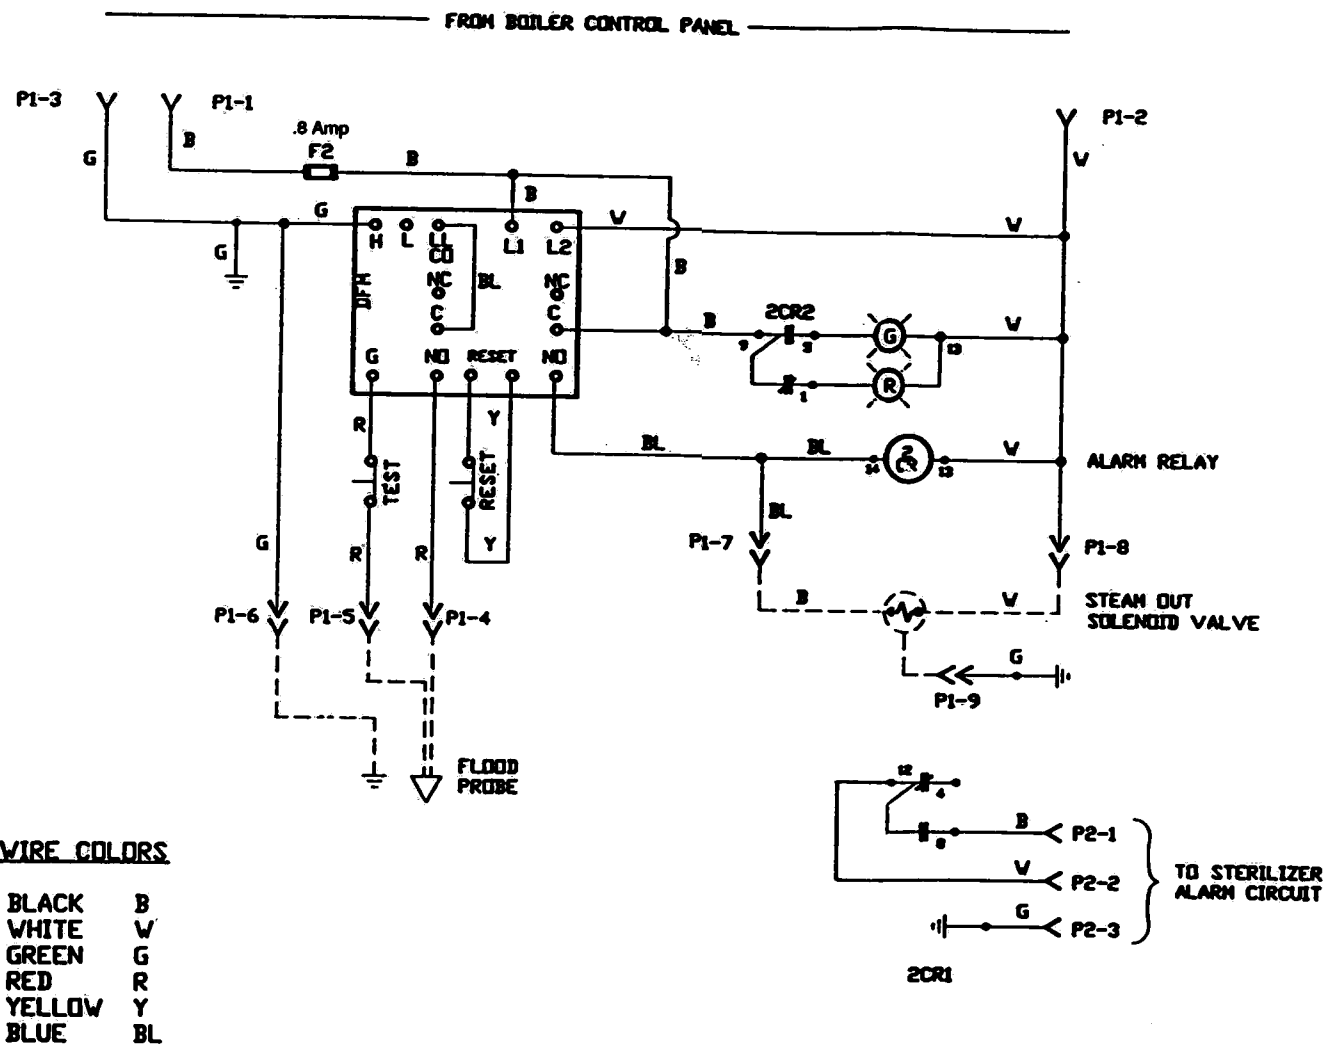 FROM BOILER CONTROL PANEL
P1-3
P1-1
P1-2
.8 Amp
F2
B
B
G
W
G
B
W
W
G
H
L
LL
CO
L1
L2
NC
BL
NC
DFM
C
C
B
B
2CR2
9
5
G
13
W
G
NO
RESET
NO
1
R
R
Y
BL
BL
14
2
CR
13
W
ALARM RELAY
TEST
RESET
BL
G
R
R
Y
P1-7
P1-8
P1-6
P1-5
P1-4
B
W
STEAM OUT
SOLENOID VALVE
G
P1-9
FLOOD
PROBE
12
4
B
P2-1
8
W
P2-2
TO STERILIZER
ALARM CIRCUIT
G
P2-3
2CR1
WIRE COLORS
BLACK B
WHITE W
GREEN G
RED R
YELLOW Y
BLUE BL